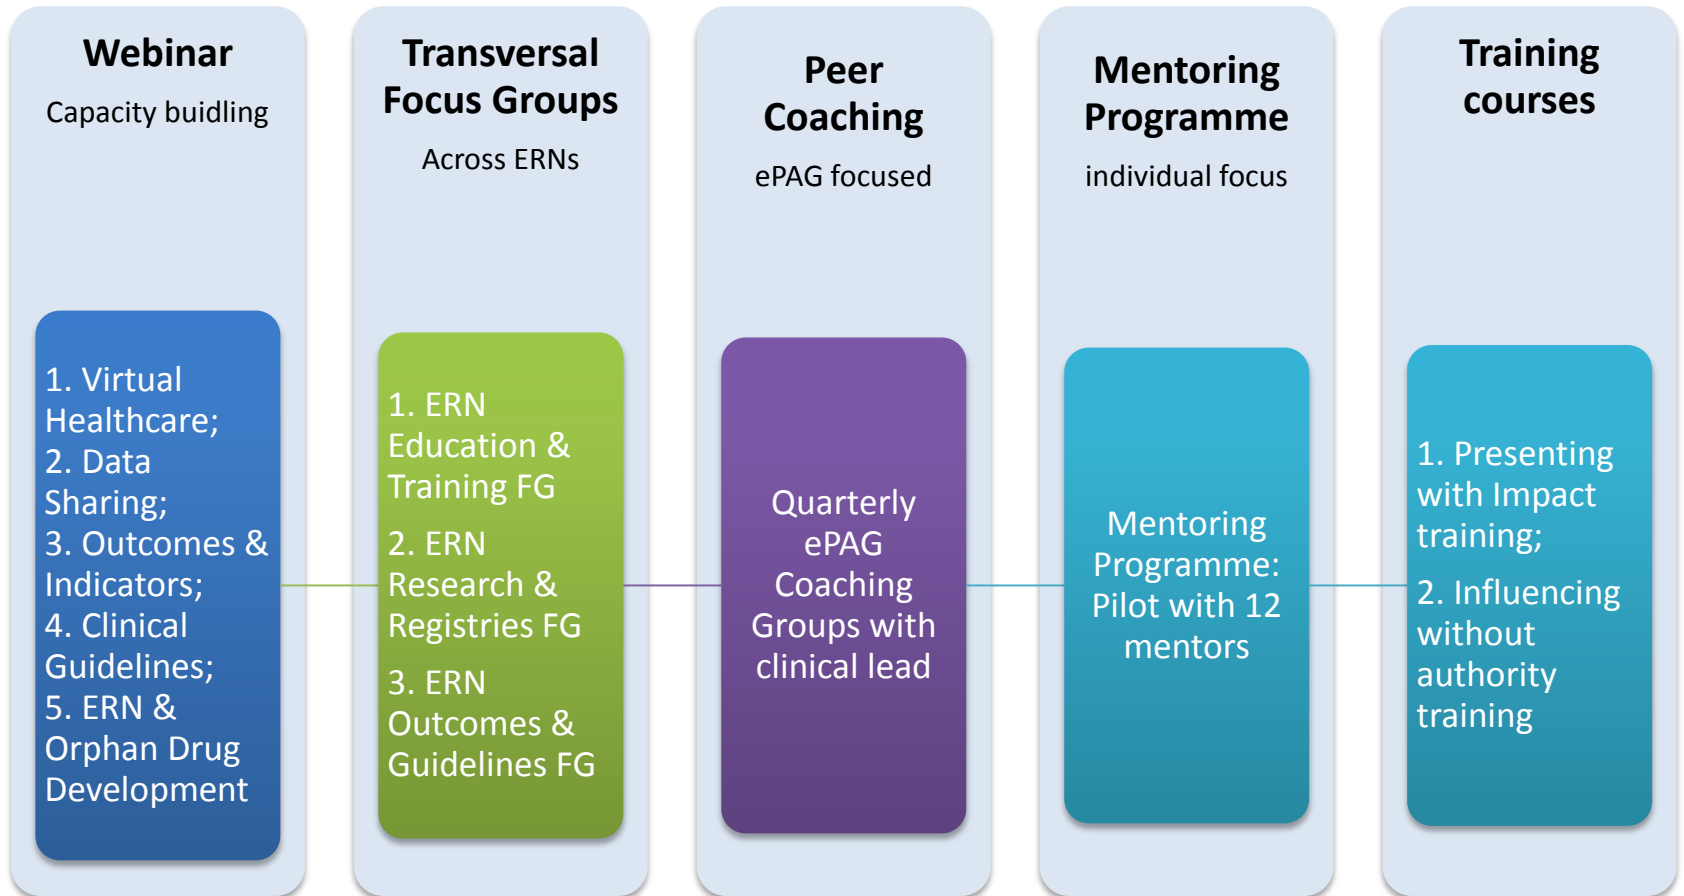 Webinar
Capacity buidling
1. Virtual
Healthcare;
2. Data
Sharing;
3. Outcomes &
Indicators;
4. Clinical
Guidelines;
5. ERN &
Orphan Drug
Development
Transversal
Focus Groups
Across ERNs
1. ERN
Education &
Training FG
2. ERN
Research &
Registries FG
3. ERN
Outcomes &
Guidelines FG
Peer
Coaching
ePAG focused
Quarterly
ePAG
Coaching
Groups with
clinical lead
Mentoring
Programme
individual focus
Mentoring
Programme:
Pilot with 12
mentors
Training
courses
1. Presenting
with Impact
training;
2. Influencing
without
authority
training